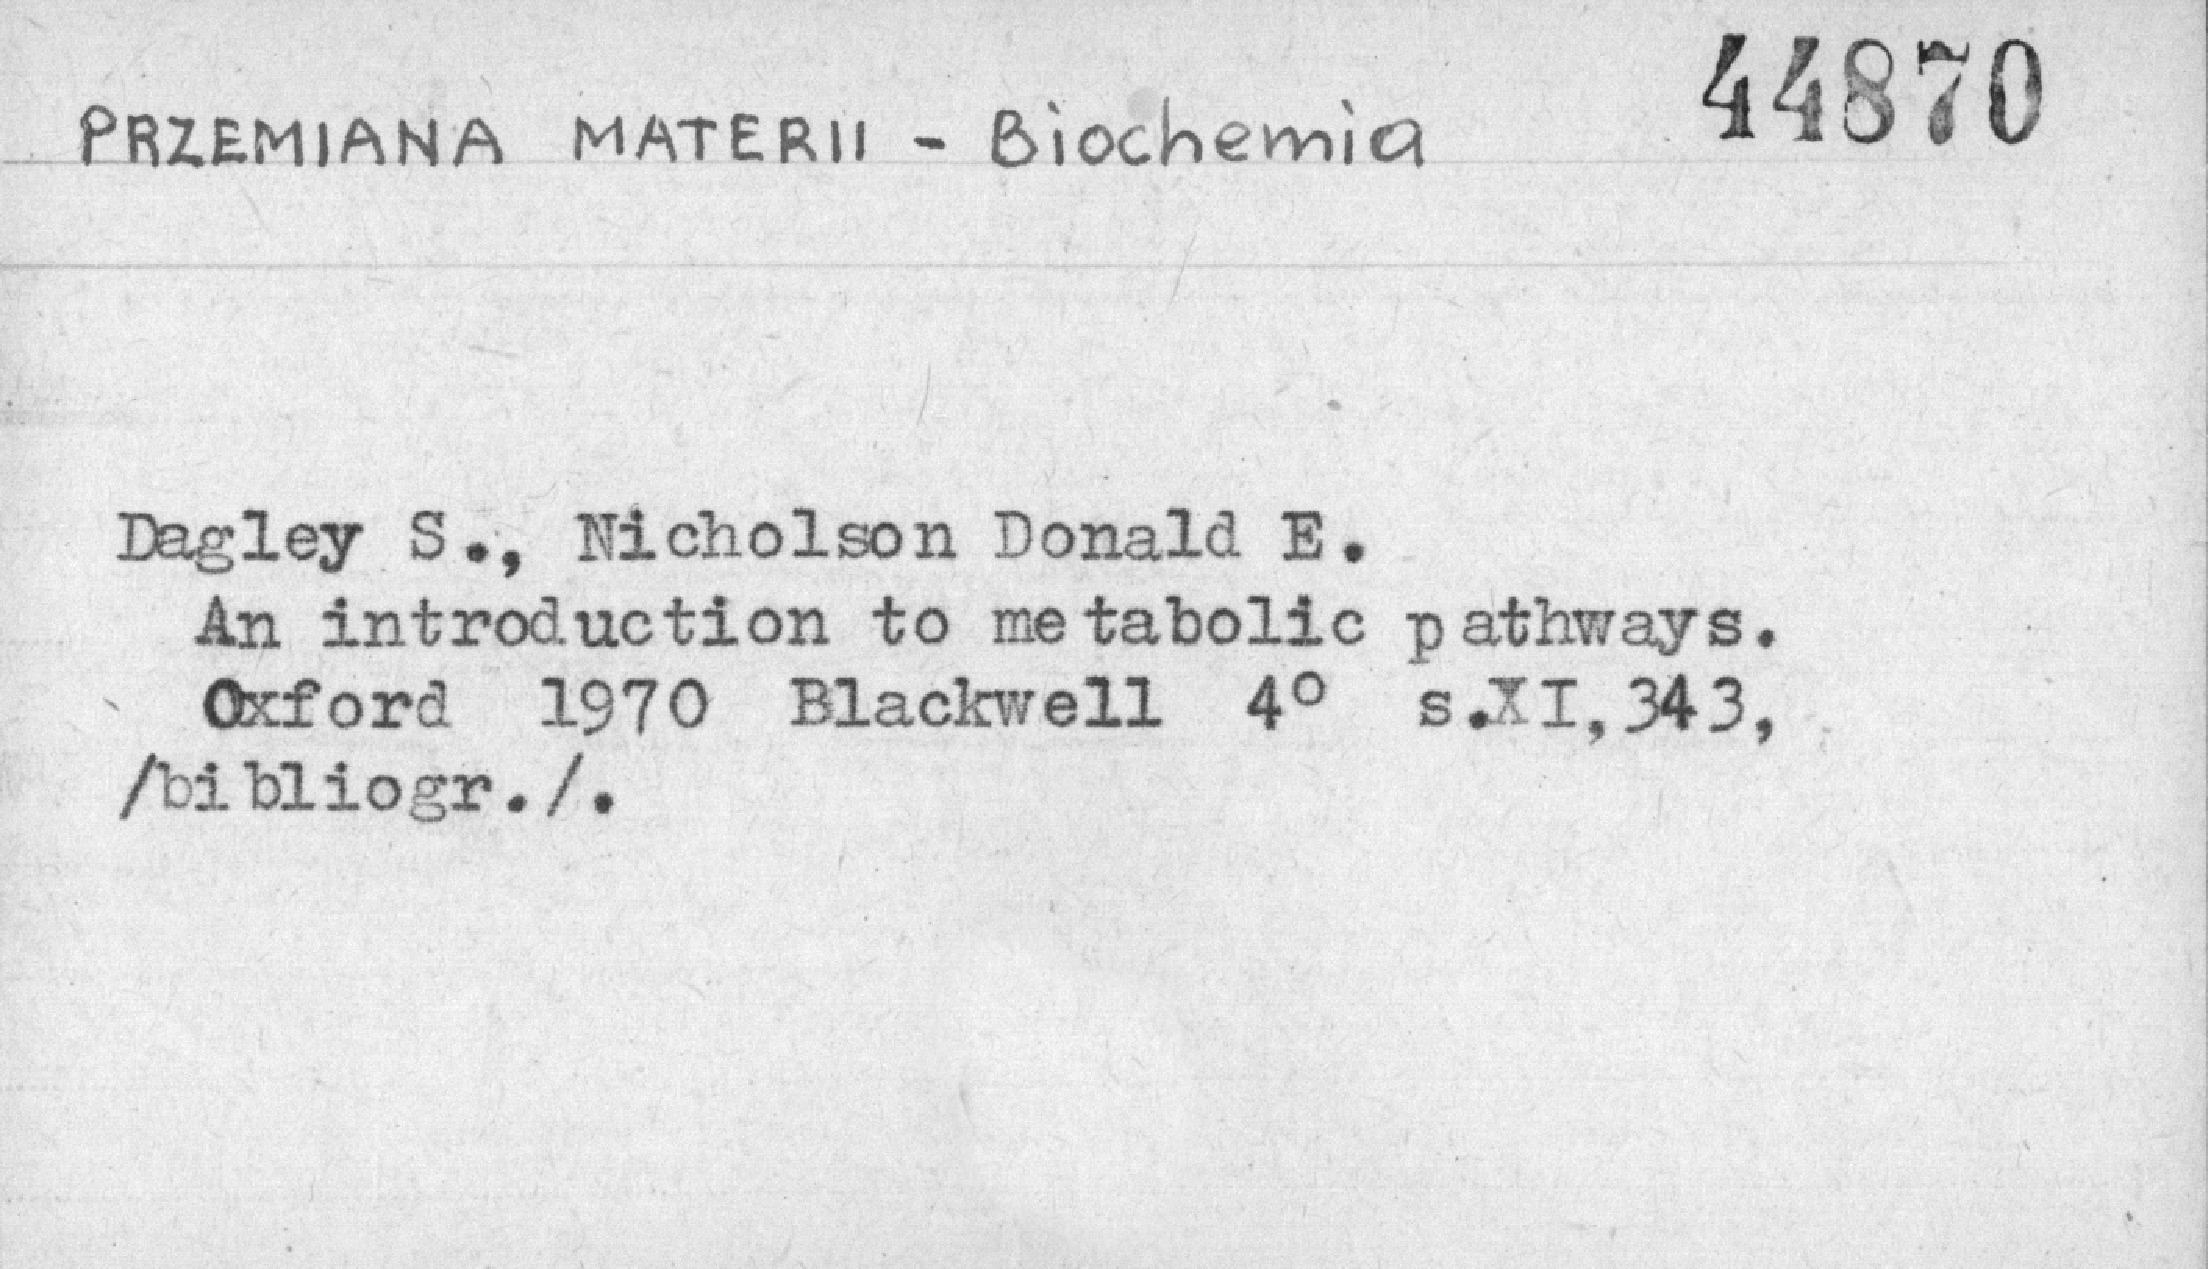 44870
PRZEMIANA MATERII - Biochemia
Dagley S., Nicholson Donald E.
An introduction to metabolic pathways.
Oxford 1970 Blackwell 4° s.XI,343,
/bibliogr./.